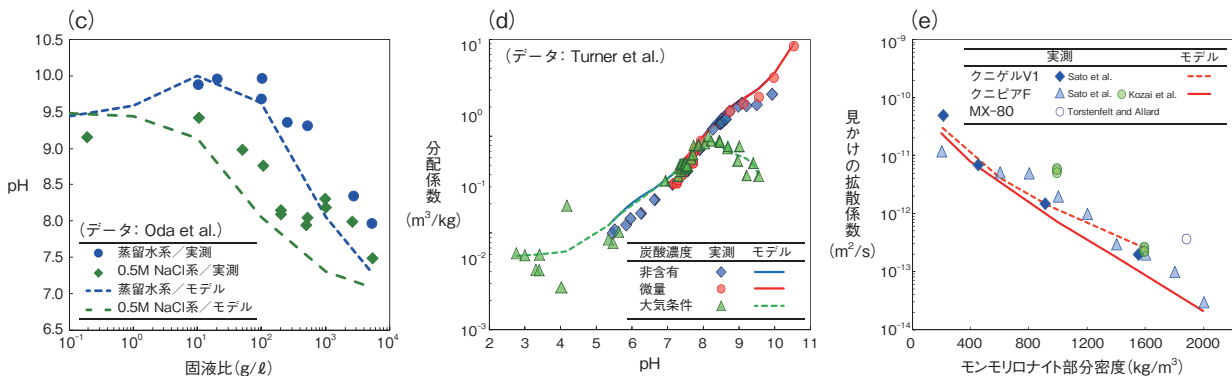 (c)
10.5
10.0
9.5
9.0
8.5
8.0
7.5
7.0
6.5
pH
(データ：Oda et al.)
蒸留水系／実測
0.5M NaCl系／実測
蒸留水系／モデル
0.5M NaCl系／モデル
10⁻¹ 10⁰ 10¹ 10² 10³ 10⁴
固液比(g/ℓ)
(d)
10¹
10⁰
10⁻¹
10⁻²
10⁻³
分配係数
(m³/kg)
(データ：Turner et al.)
炭酸濃度 実測 モデル
非含有
微量
大気条件
2 3 4 5 6 7 8 9 10 11
pH
(e)
10⁻⁹
10⁻¹⁰
10⁻¹¹
10⁻¹²
10⁻¹³
10⁻¹⁴
見かけの拡散係数
(m²/s)
実測 モデル
クニゲルV1 Sato et al.
クニピアF Sato et al. Kozai et al.
MX-80 Torstenfelt and Allard
0 400 800 1200 1600 2000
モンモリロナイト部分密度(kg/m³)